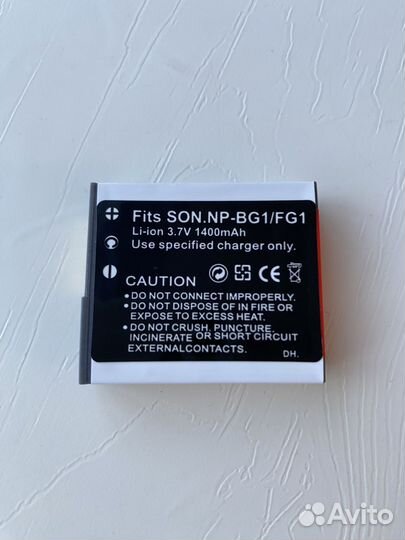 Fits SON.NP-BG1/FG1
Li-ion 3.7V 1400mAh
Use specified charger only.
CAUTION
•DO NOT CONNECT IMPROPERLY.
•DO NOT DISPOSE OF IN FIRE OR
EXPOSE TO EXCESS HEAT.
•DO NOT CRUSH, PUNCTURE,
INCINERATE OR SHORT CIRCUIT
EXTERNALCONTACTS.
DH.
Avito